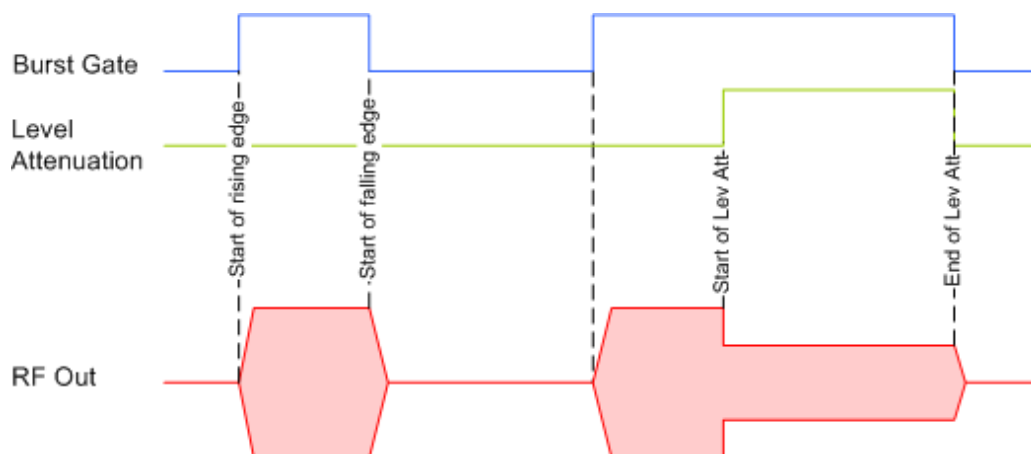 Burst Gate
Level
Attenuation
Start of rising edge
Start of falling edge
Start of Lev Att
End of Lev Att
RF Out